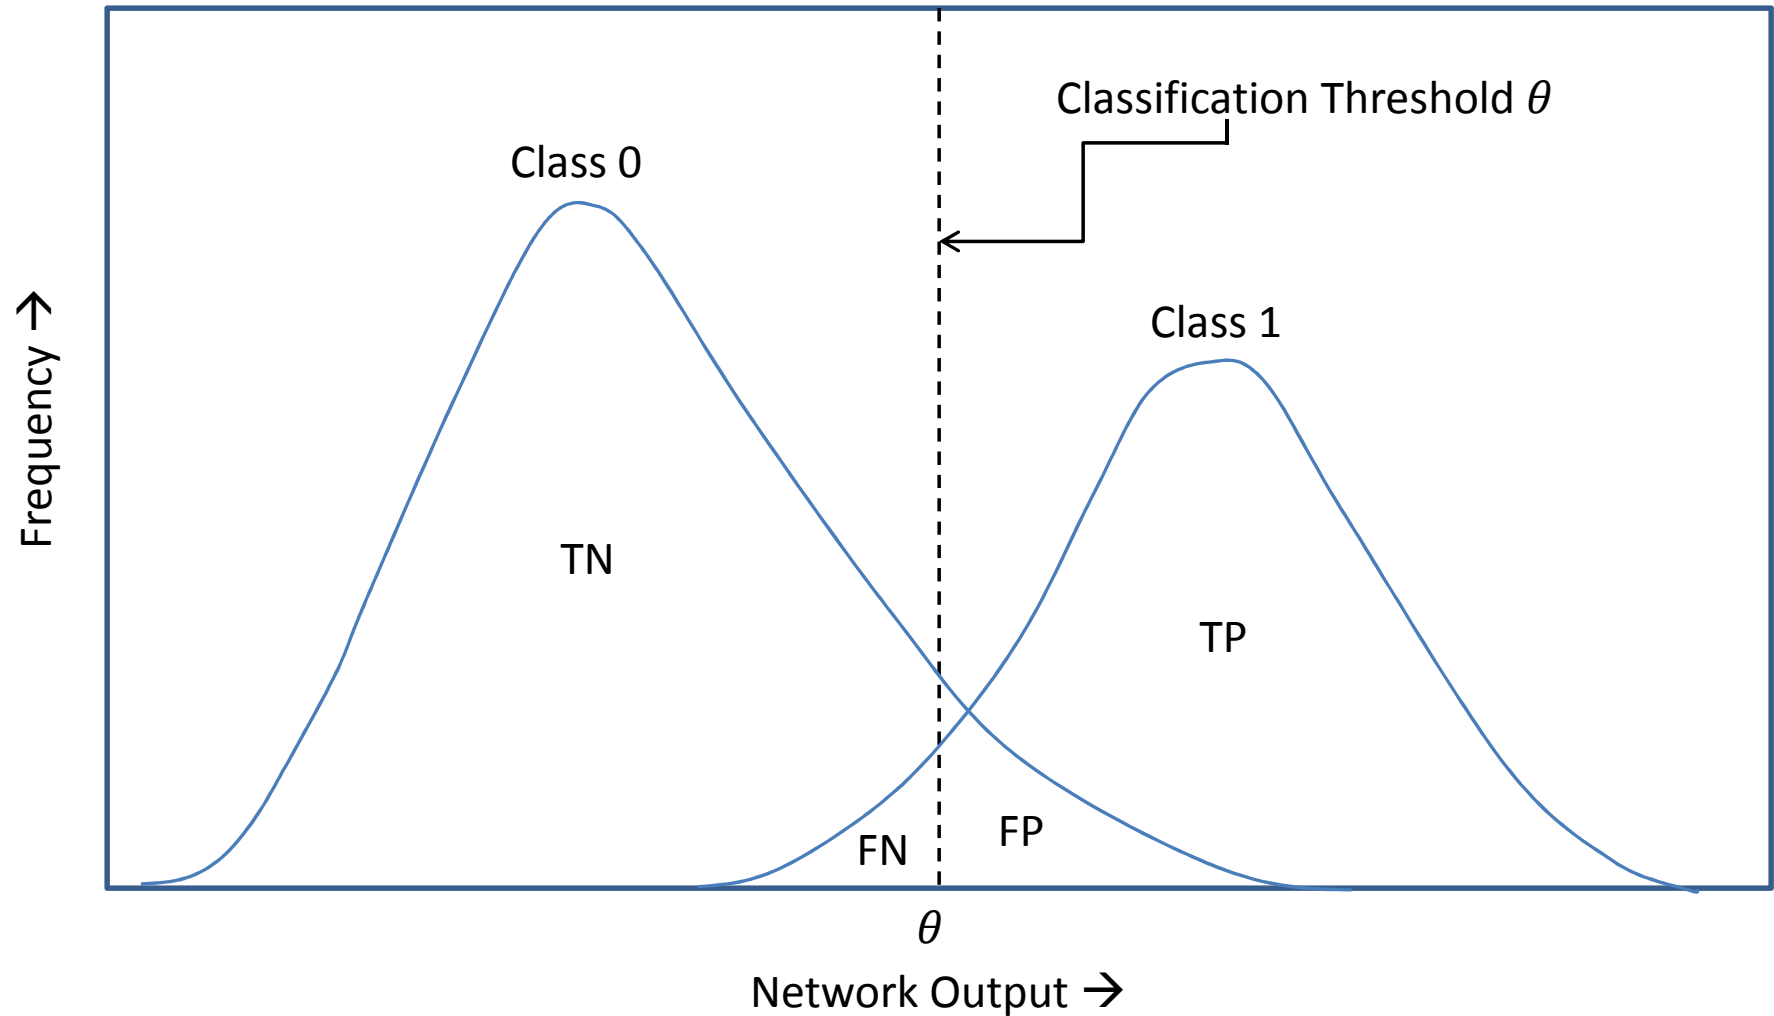 Classification Threshold θ
Class 0
Class 1
Frequency →
TN
TP
FN
FP
θ
Network Output →